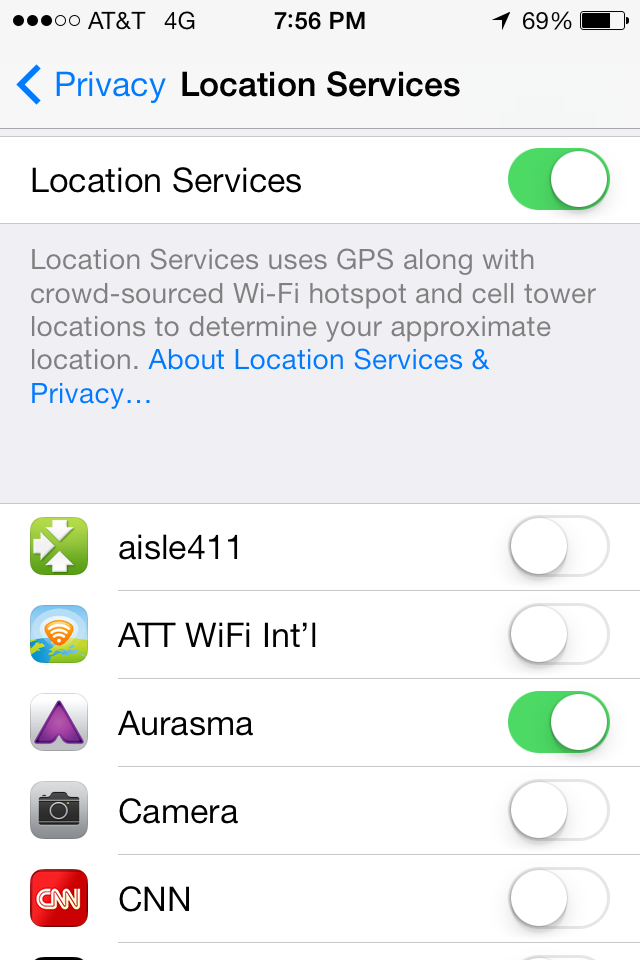 AT&T 4G 7:56 PM 69%
Privacy Location Services
Location Services
Location Services uses GPS along with
crowd-sourced Wi-Fi hotspot and cell tower
locations to determine your approximate
location. About Location Services &
Privacy…
aisle411
ATT WiFi Int’l
Aurasma
Camera
CNN CNN